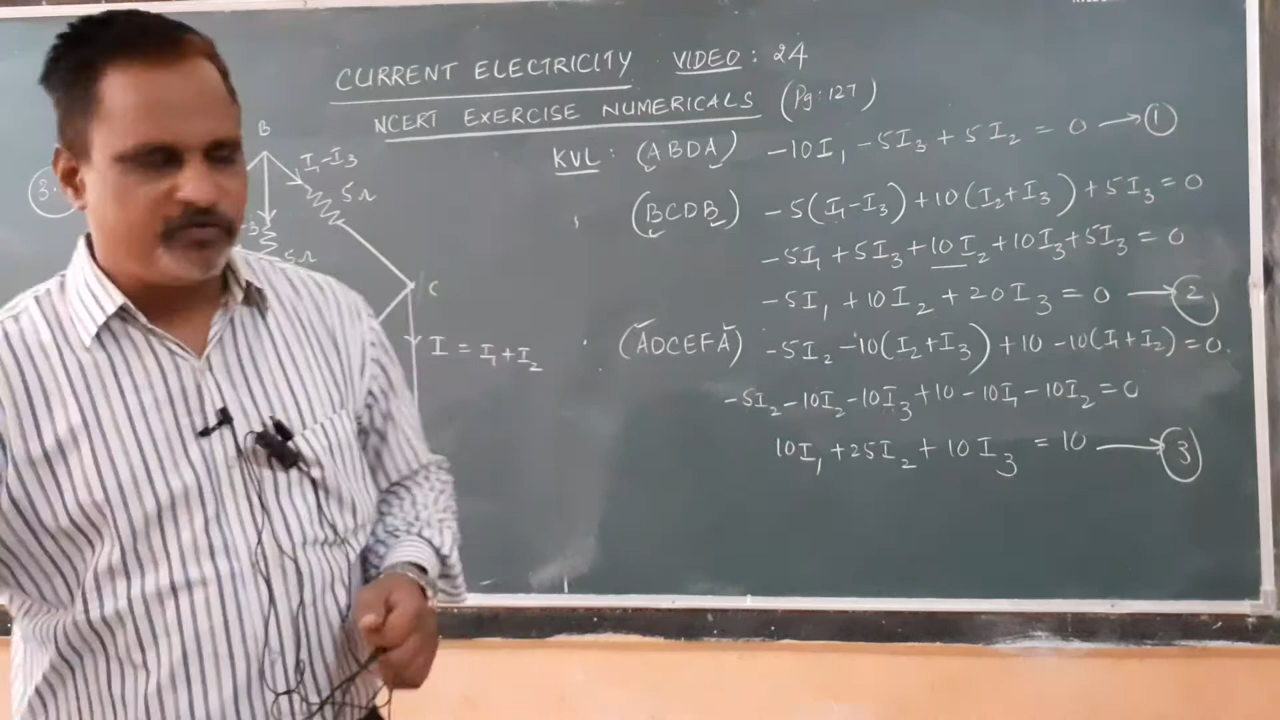 CURRENT ELECTRICITY VIDEO : 24
NCERT EXERCISE NUMERICALS (Pg: 127)
KVL : (ABDA) -10I₁ - 5I₃ + 5I₂ = 0 → ①
(BCDB) -5(I₁-I₃) + 10(I₂+I₃) + 5I₃ = 0
-5I₁ + 5I₃ + 10I₂ + 10I₃ + 5I₃ = 0
-5I₁ + 10I₂ + 20I₃ = 0 → ②
(ADCEFA) -5I₂ - 10(I₂+I₃) + 10 - 10(I₁+I₂) = 0
-5I₂ - 10I₂ - 10I₃ + 10 - 10I₁ - 10I₂ = 0
10I₁ + 25I₂ + 10I₃ = 10 → ③
3.
B
I₁-I₃
5Ω
5Ω
C
I = I₁+I₂